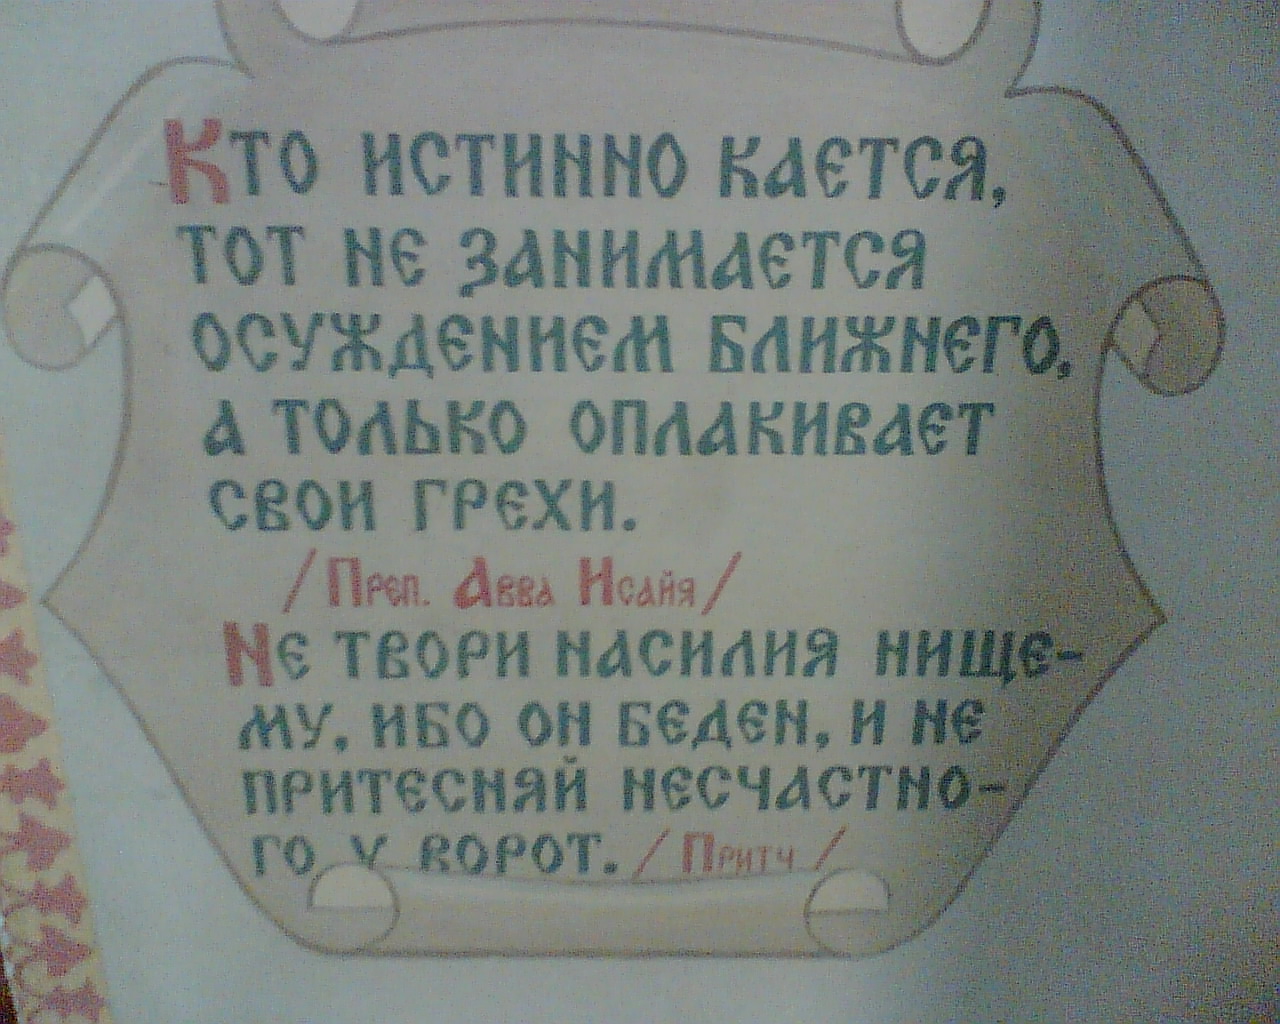 Кто истинно кается,
тот не занимается
осуждением ближнего,
а только оплакивает
свои грехи.
/Преп. Авва Исайя/
Не твори насилия нище-
му, ибо он беден, и не
притесняй несчастно-
го у ворот. /Притч/